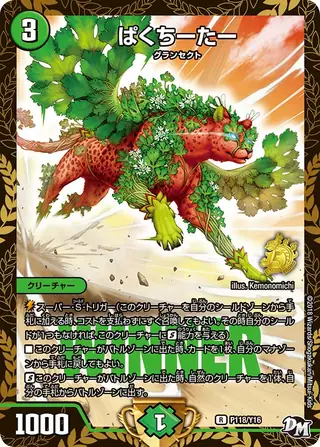 3
ぱくちーたー
グランセクト
illus. Kemonomichi
クリーチャー
スーパー・S・トリガー（このクリーチャーを自分のシールドゾーンから手
札に加える時、コストを支払わずにすぐ召喚してもよい。その時自分のシールド
が1つもなければ、このクリーチャーにSの能力を与える）
■このクリーチャーがバトルゾーンに出た時、カードを1枚、自分のマナゾー
ンから手札に戻してもよい。
Sこのクリーチャーがバトルゾーンに出た時、自然のクリーチャーを1体、自
分の手札からバトルゾーンに出す。
WINNER
1000
1
R P118/Y16
DM